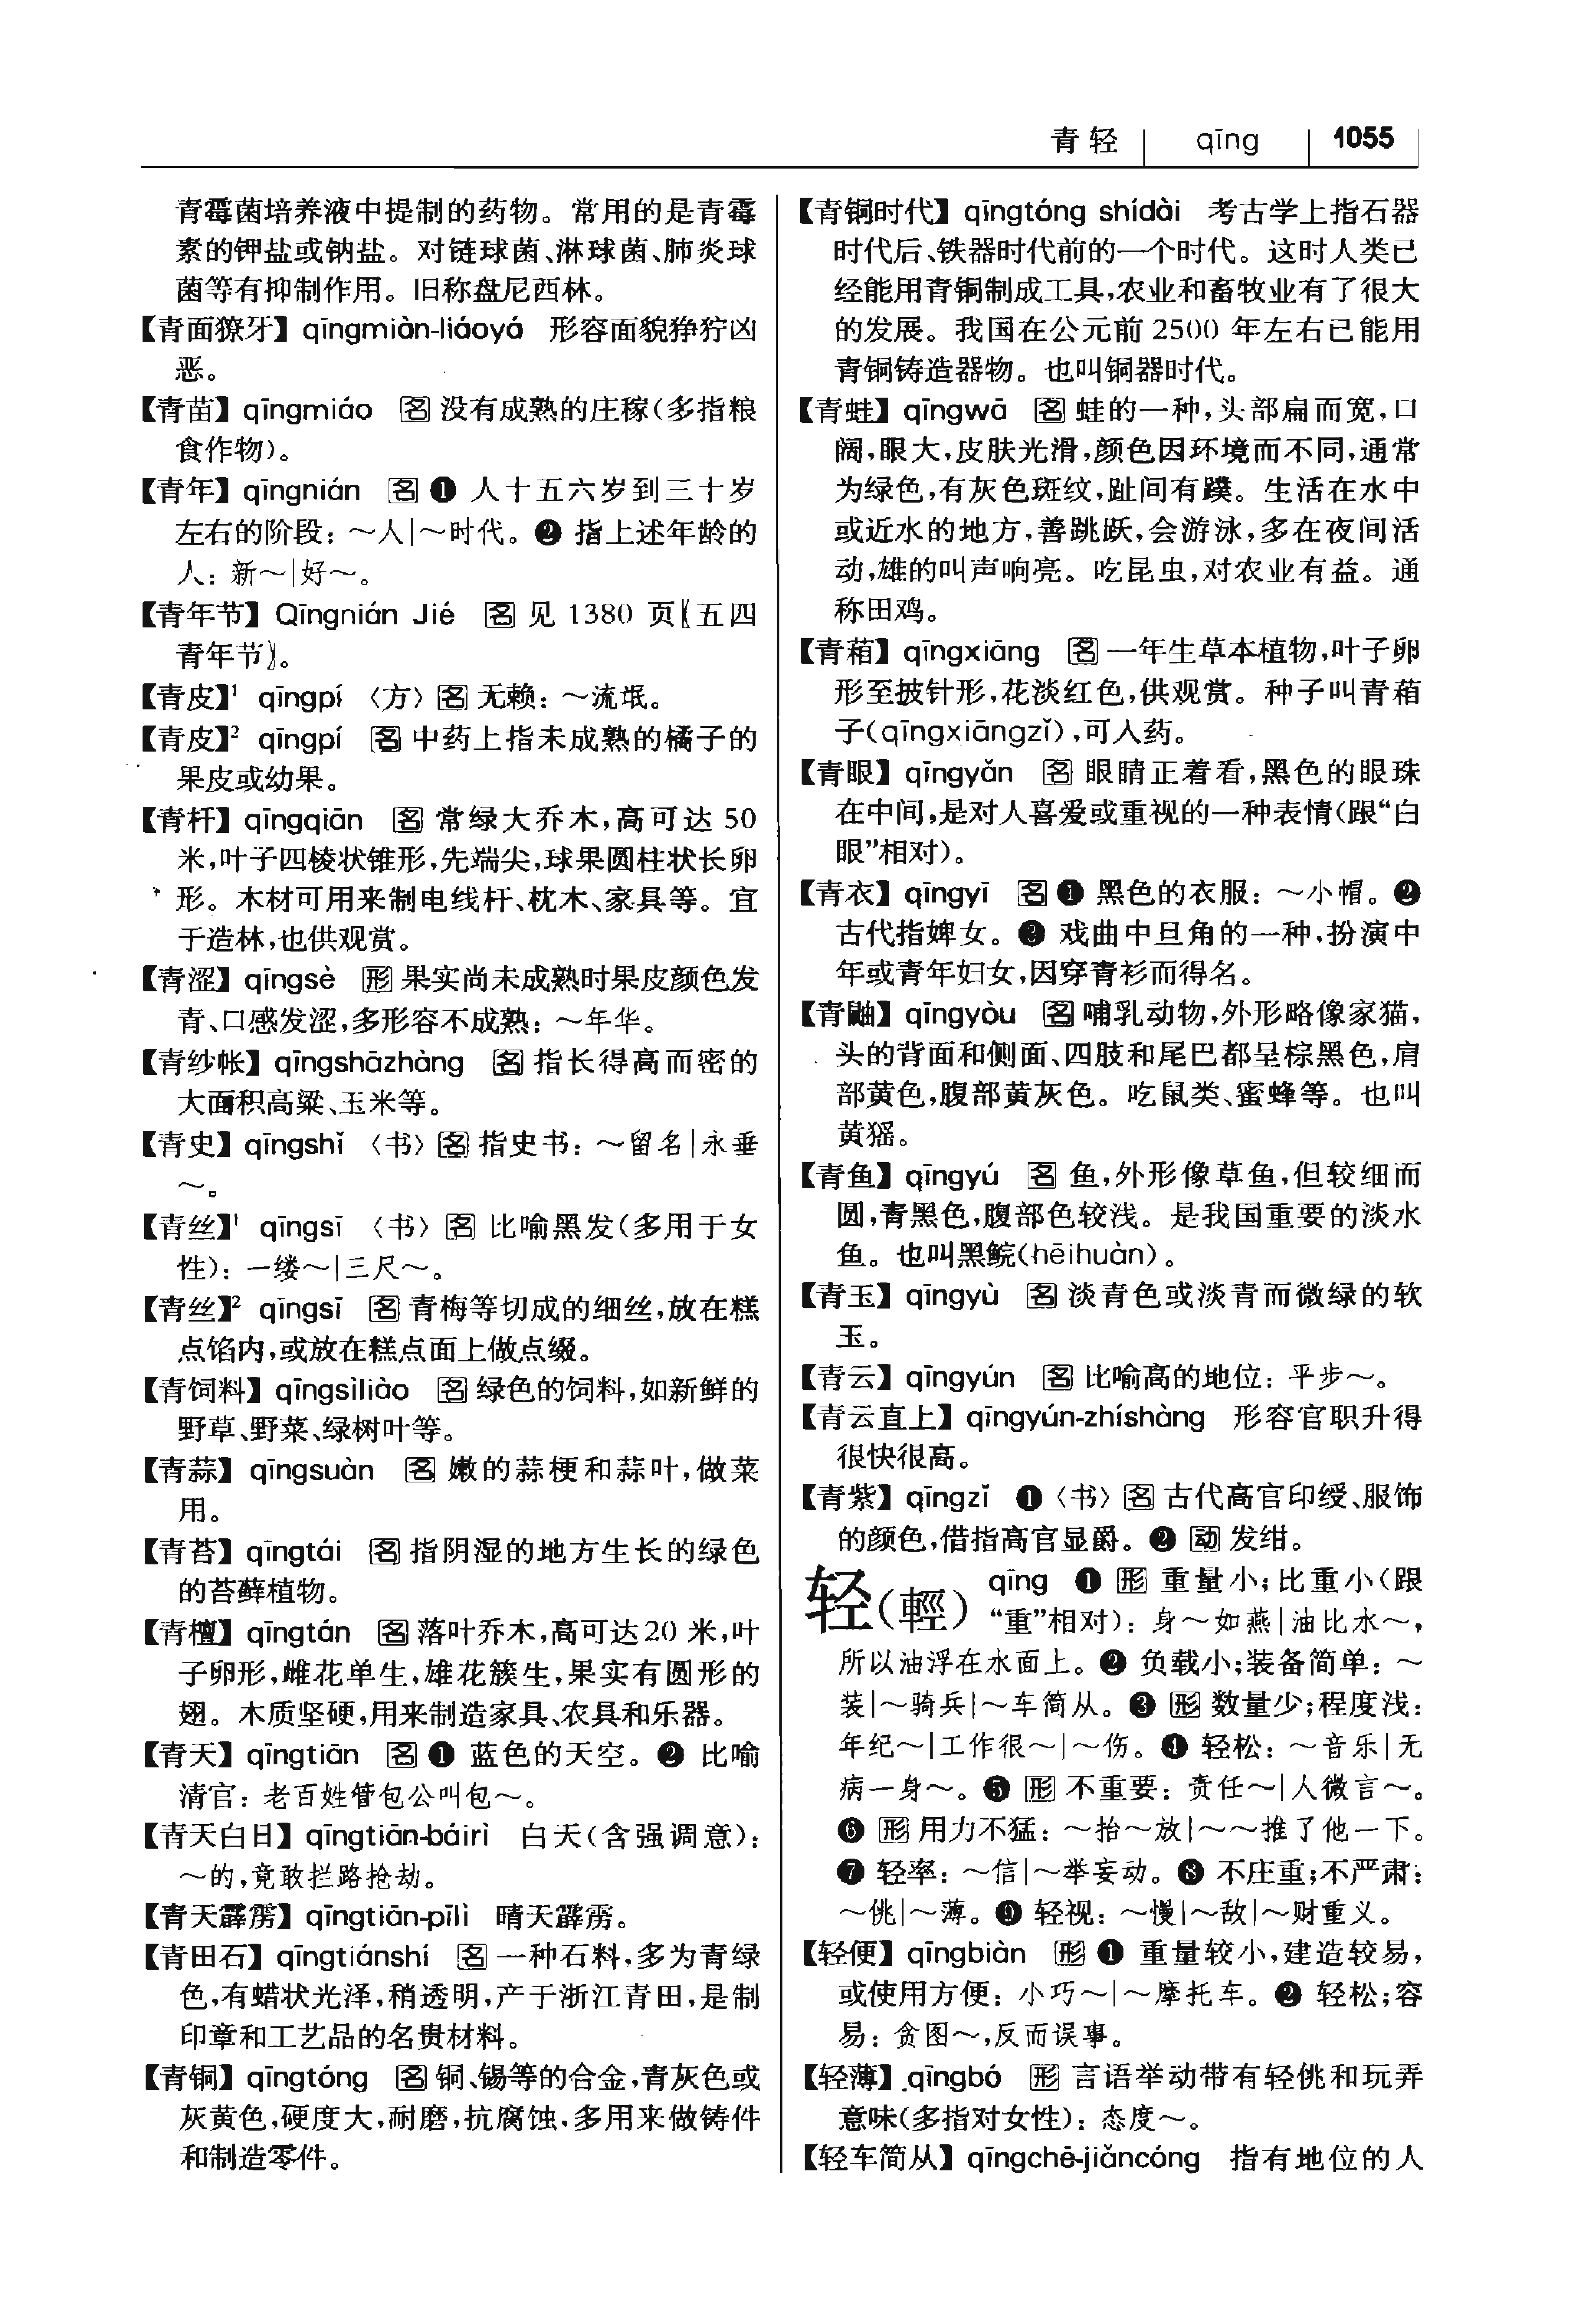 青轻 qīng 1055
青霉菌培养液中提制的药物。常用的是青霉
素的钾盐或钠盐。对链球菌、淋球菌、肺炎球
菌等有抑制作用。旧称盘尼西林。
【青面獠牙】qīngmiàn-liáoyá 形容面貌狰狞凶
恶。
【青苗】qīngmiáo 名 没有成熟的庄稼(多指粮
食作物)。
【青年】qīngnián 名 ❶ 人十五六岁到三十岁
左右的阶段:~人|~时代。❷ 指上述年龄的
人:新~|好~。
【青年节】Qīngnián Jié 名 见 1380 页〖五四
青年节〗。
【青皮】¹ qīngpí 〈方〉名 无赖:~流氓。
【青皮】² qīngpí 名 中药上指未成熟的橘子的
果皮或幼果。
【青杄】qīngqiān 名 常绿大乔木,高可达 50
米,叶子四棱状锥形,先端尖,球果圆柱状长卵
形。木材可用来制电线杆、枕木、家具等。宜
于造林,也供观赏。
【青涩】qīngsè 形 果实尚未成熟时果皮颜色发
青、口感发涩,多形容不成熟:~年华。
【青纱帐】qīngshāzhàng 名 指长得高而密的
大面积高粱、玉米等。
【青史】qīngshǐ 〈书〉名 指史书:~留名|永垂
~。
【青丝】¹ qīngsī 〈书〉名 比喻黑发(多用于女
性):一缕~|三尺~。
【青丝】² qīngsī 名 青梅等切成的细丝,放在糕
点馅内,或放在糕点面上做点缀。
【青饲料】qīngsìliào 名 绿色的饲料,如新鲜的
野草、野菜、绿树叶等。
【青蒜】qīngsuàn 名 嫩的蒜梗和蒜叶,做菜
用。
【青苔】qīngtái 名 指阴湿的地方生长的绿色
的苔藓植物。
【青檀】qīngtán 名 落叶乔木,高可达20 米,叶
子卵形,雌花单生,雄花簇生,果实有圆形的
翅。木质坚硬,用来制造家具、农具和乐器。
【青天】qīngtiān 名 ❶ 蓝色的天空。❷ 比喻
清官:老百姓管包公叫包~。
【青天白日】qīngtiān-báirì 白天(含强调意):
~的,竟敢拦路抢劫。
【青天霹雳】qīngtiān-pīlì 晴天霹雳。
【青田石】qīngtiánshí 名 一种石料,多为青绿
色,有蜡状光泽,稍透明,产于浙江青田,是制
印章和工艺品的名贵材料。
【青铜】qīngtóng 名 铜、锡等的合金,青灰色或
灰黄色,硬度大,耐磨,抗腐蚀,多用来做铸件
和制造零件。
【青铜时代】qīngtóng shídài 考古学上指石器
时代后、铁器时代前的一个时代。这时人类已
经能用青铜制成工具,农业和畜牧业有了很大
的发展。我国在公元前 2500 年左右已能用
青铜铸造器物。也叫铜器时代。
【青蛙】qīngwā 名 蛙的一种,头部扁而宽,口
阔,眼大,皮肤光滑,颜色因环境而不同,通常
为绿色,有灰色斑纹,趾间有蹼。生活在水中
或近水的地方,善跳跃,会游泳,多在夜间活
动,雄的叫声响亮。吃昆虫,对农业有益。通
称田鸡。
【青葙】qīngxiāng 名 一年生草本植物,叶子卵
形至披针形,花淡红色,供观赏。种子叫青葙
子(qīngxiāngzǐ),可入药。
【青眼】qīngyǎn 名 眼睛正着看,黑色的眼珠
在中间,是对人喜爱或重视的一种表情(跟“白
眼”相对)。
【青衣】qīngyī 名 ❶ 黑色的衣服:~小帽。❷
古代指婢女。❸ 戏曲中旦角的一种,扮演中
年或青年妇女,因穿青衫而得名。
【青鼬】qīngyòu 名 哺乳动物,外形略像家猫,
头的背面和侧面、四肢和尾巴都呈棕黑色,肩
部黄色,腹部黄灰色。吃鼠类、蜜蜂等。也叫
黄猺。
【青鱼】qīngyú 名 鱼,外形像草鱼,但较细而
圆,青黑色,腹部色较浅。是我国重要的淡水
鱼。也叫黑鲩(hēihuàn)。
【青玉】qīngyù 名 淡青色或淡青而微绿的软
玉。
【青云】qīngyún 名 比喻高的地位:平步~。
【青云直上】qīngyún-zhíshàng 形容官职升得
很快很高。
【青紫】qīngzǐ ❶〈书〉名 古代高官印绶、服饰
的颜色,借指高官显爵。❷ 动 发绀。
轻(輕) qīng ❶ 形 重量小;比重小(跟
“重”相对):身~如燕|油比水~,
所以油浮在水面上。❷ 负载小;装备简单:~
装|~骑兵|~车简从。❸ 形 数量少;程度浅:
年纪~|工作很~|~伤。❹ 轻松:~音乐|无
病一身~。❺ 形 不重要:责任~|人微言~。
❻ 形 用力不猛:~抬~放|~~推了他一下。
❼ 轻率:~信|~举妄动。❽ 不庄重;不严肃:
~佻|~薄。❾ 轻视:~慢|~敌|~财重义。
【轻便】qīngbiàn 形 ❶ 重量较小,建造较易,
或使用方便:小巧~|~摩托车。❷ 轻松;容
易:贪图~,反而误事。
【轻薄】qīngbó 形 言语举动带有轻佻和玩弄
意味(多指对女性):态度~。
【轻车简从】qīngchē-jiǎncóng 指有地位的人